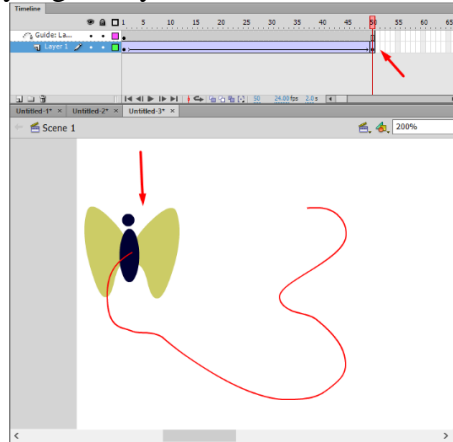 Timeline
1 5 10 15 20 25 30 35 40 45 50 55 60 65
Guide: La...
Layer 1
50 24.00 fps 2.0 s
Untitled-1* × Untitled-2* × Untitled-3* ×
Scene 1 200%